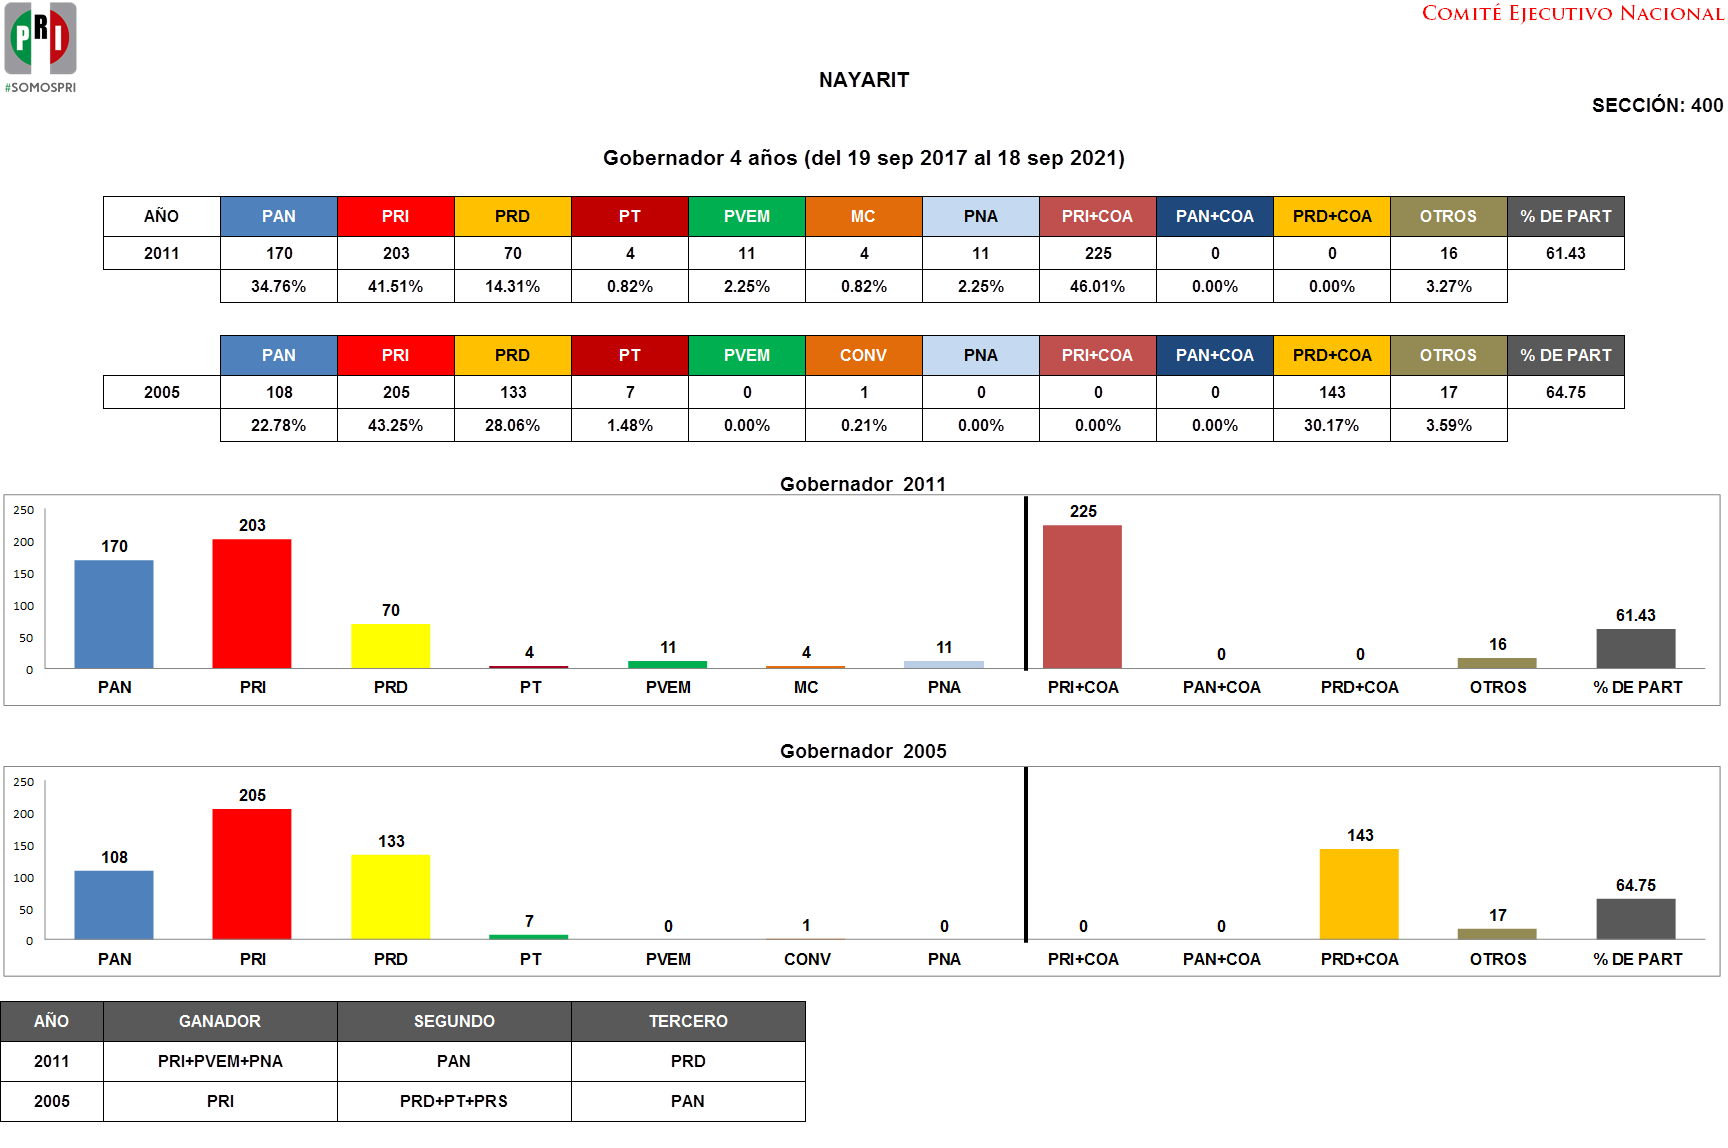 PRI
#SOMOSPRI
COMITÉ EJECUTIVO NACIONAL
NAYARIT
SECCIÓN: 400
Gobernador 4 años (del 19 sep 2017 al 18 sep 2021)
AÑO PAN PRI PRD PT PVEM MC PNA PRI+COA PAN+COA PRD+COA OTROS % DE PART
2011 170 203 70 4 11 4 11 225 0 0 16 61.43
34.76% 41.51% 14.31% 0.82% 2.25% 0.82% 2.25% 46.01% 0.00% 0.00% 3.27%
PAN PRI PRD PT PVEM CONV PNA PRI+COA PAN+COA PRD+COA OTROS % DE PART
2005 108 205 133 7 0 1 0 0 0 143 17 64.75
22.78% 43.25% 28.06% 1.48% 0.00% 0.21% 0.00% 0.00% 0.00% 30.17% 3.59%
Gobernador 2011
250
200
150
100
50
0
170 203 70 4 11 4 11 225 0 0 16 61.43
PAN PRI PRD PT PVEM MC PNA PRI+COA PAN+COA PRD+COA OTROS % DE PART
Gobernador 2005
250
200
150
100
50
0
108 205 133 7 0 1 0 0 0 143 17 64.75
PAN PRI PRD PT PVEM CONV PNA PRI+COA PAN+COA PRD+COA OTROS % DE PART
AÑO GANADOR SEGUNDO TERCERO
2011 PRI+PVEM+PNA PAN PRD
2005 PRI PRD+PT+PRS PAN